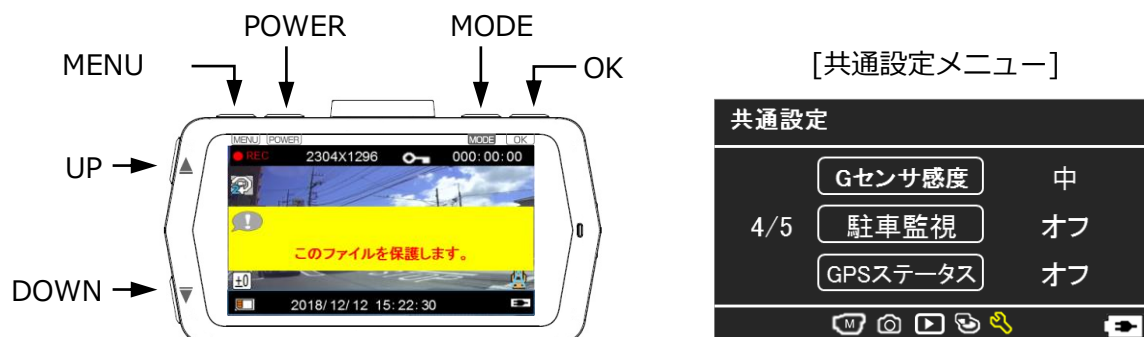 POWER
MODE
MENU
OK
[共通設定メニュー]
UP
DOWN
MENU
POWER
MODE
OK
REC
2304X1296
000:00:00
このファイルを保護します。
±0
2018/12/12 15:22:30
共通設定
Gセンサ感度 中
4/5 駐車監視 オフ
GPSステータス オフ
M